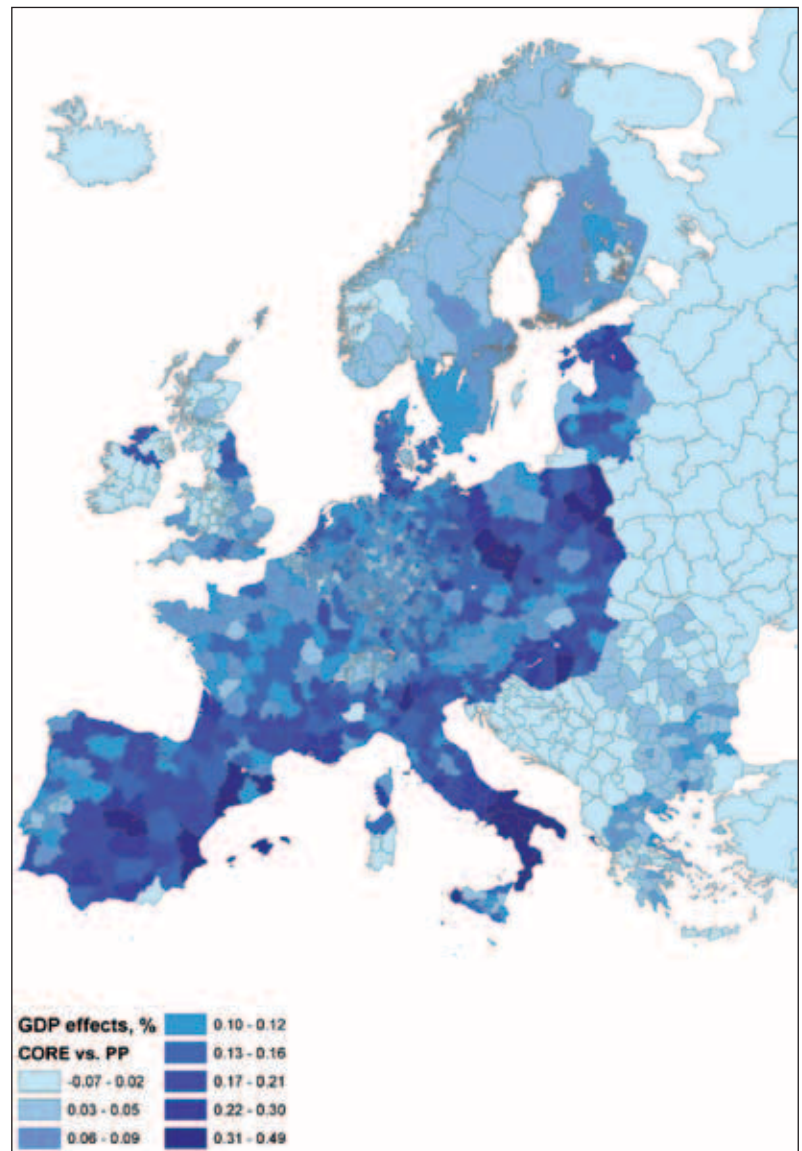 GDP effects, %
CORE vs. PP
-0.07 - 0.02
0.03 - 0.05
0.06 - 0.09
0.10 - 0.12
0.13 - 0.16
0.17 - 0.21
0.22 - 0.30
0.31 - 0.49